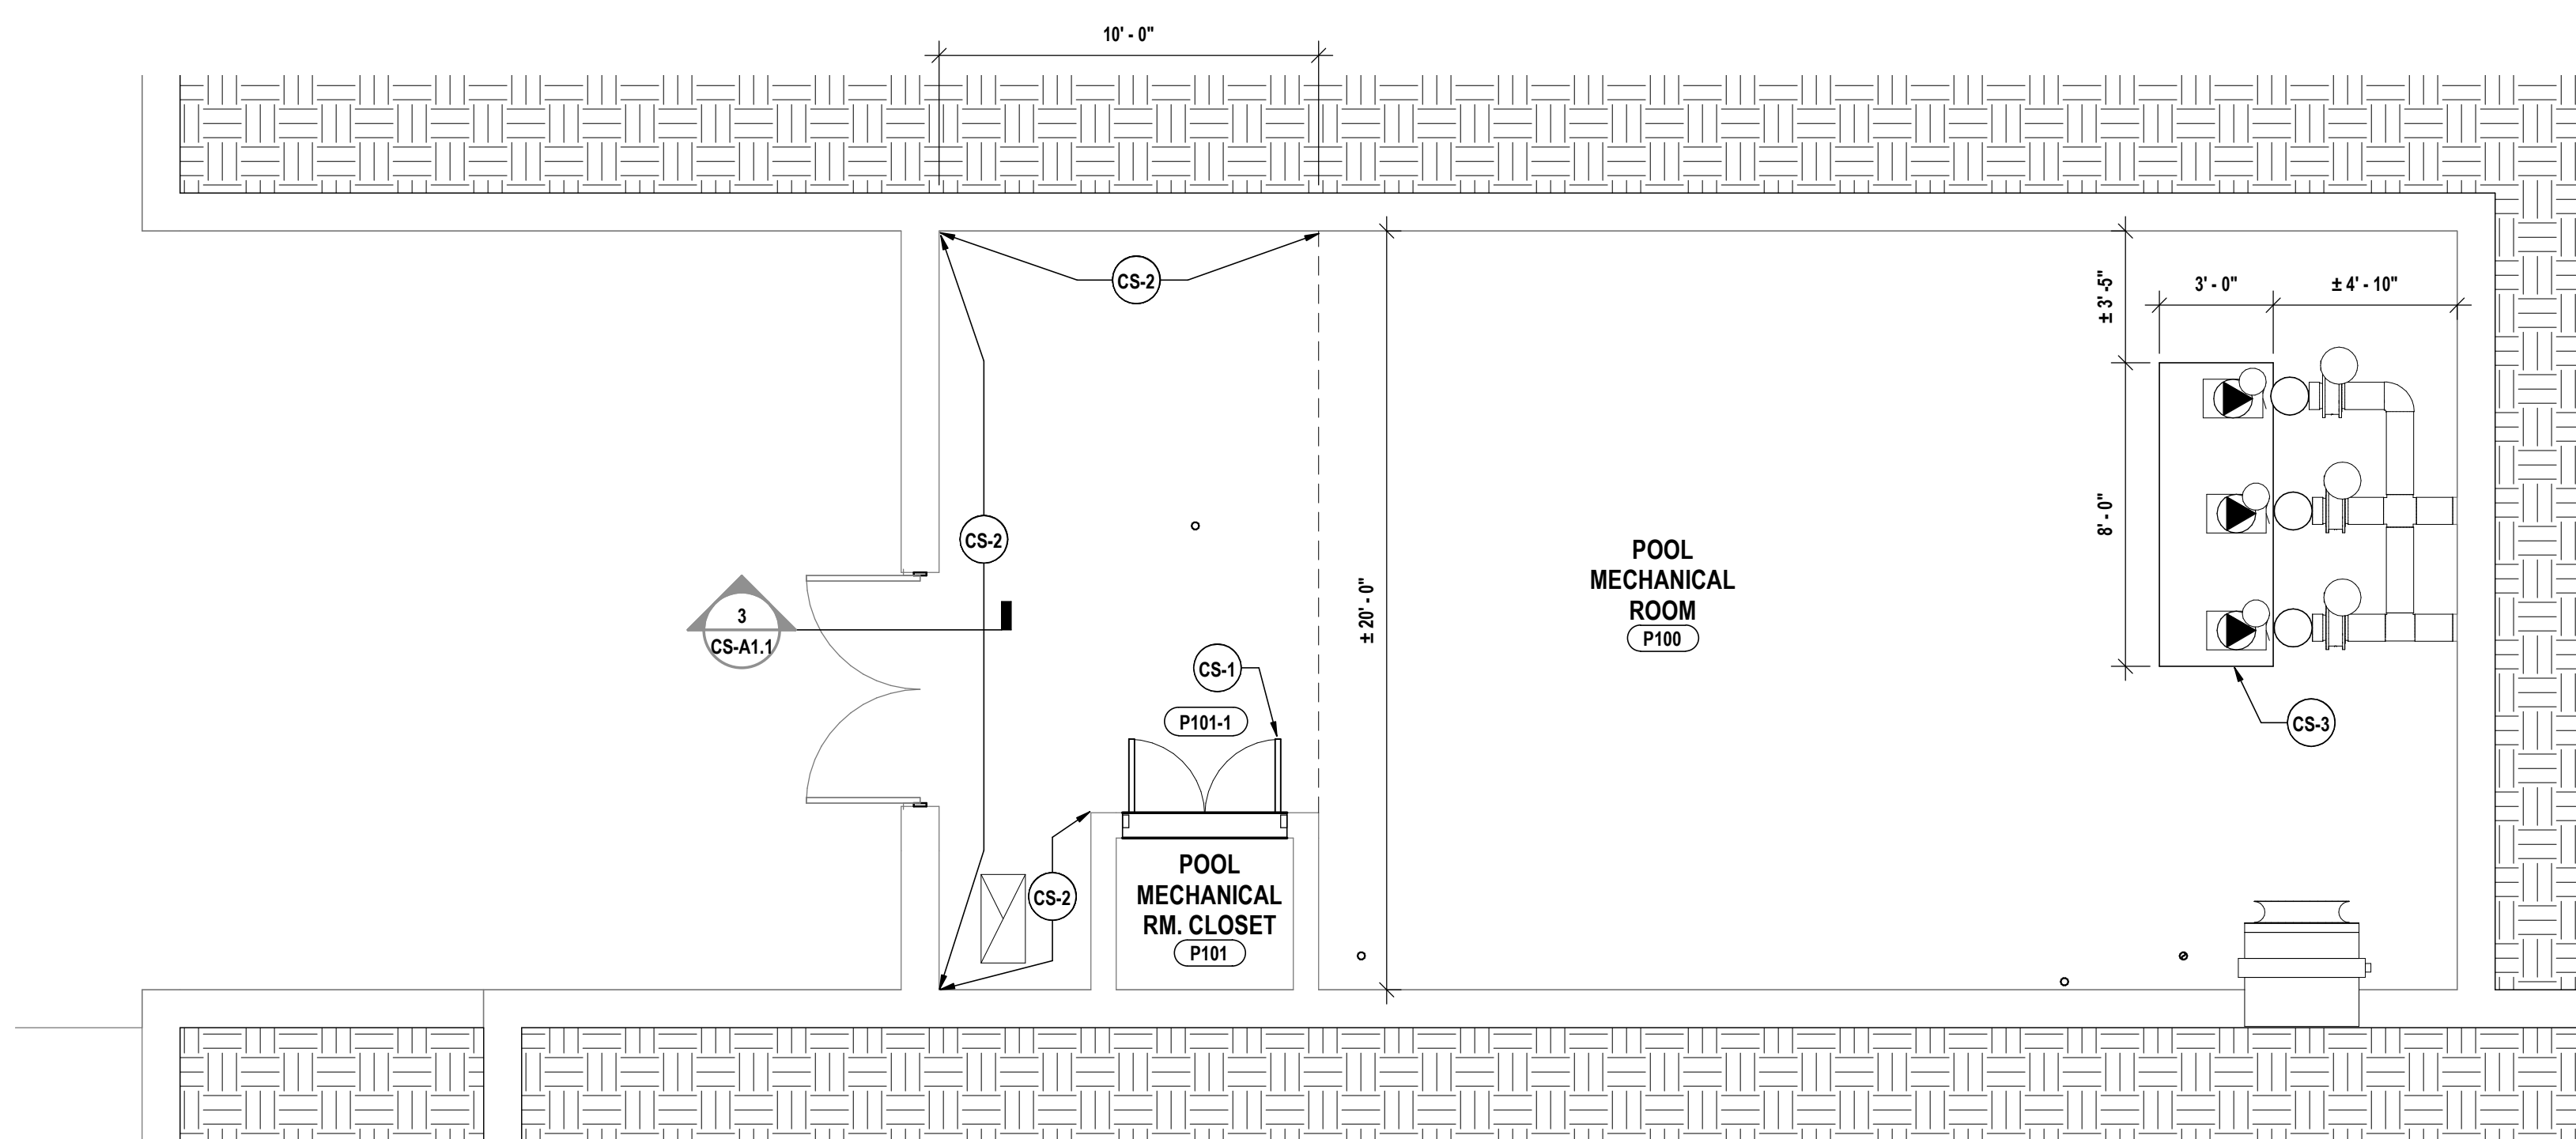 10' - 0"
CS-2
± 3' -5"
3' - 0"
± 4' - 10"
CS-2
8' - 0"
POOL
MECHANICAL
ROOM
P100
± 20' - 0"
3
CS-A1.1
CS-1
P101-1
CS-3
CS-2
POOL
MECHANICAL
RM. CLOSET
P101